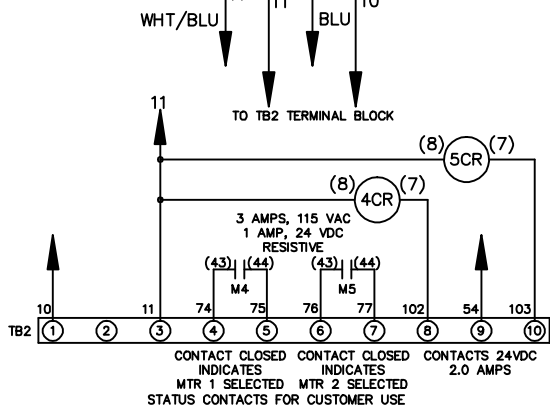 11 10
WHT/BLU BLU
TO TB2 TERMINAL BLOCK
11
(8) 5CR (7)
(8) 4CR (7)
3 AMPS, 115 VAC
1 AMP, 24 VDC
RESISTIVE
(43) (44) (43) (44)
M4 M5
10 11 74 75 76 77 102 54 103
TB2 1 2 3 4 5 6 7 8 9 10
CONTACT CLOSED CONTACT CLOSED CONTACTS 24VDC
INDICATES INDICATES 2.0 AMPS
MTR 1 SELECTED MTR 2 SELECTED
STATUS CONTACTS FOR CUSTOMER USE